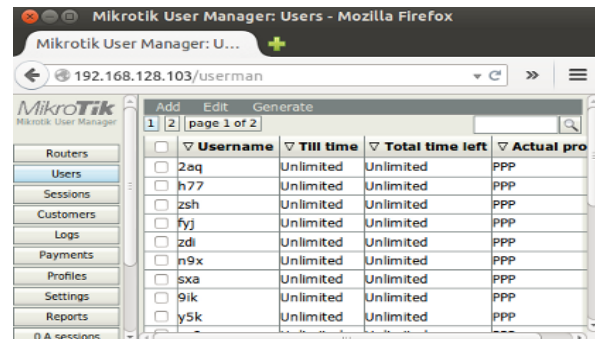 Mikrotik User Manager: Users - Mozilla Firefox
Mikrotik User Manager: U...
192.168.128.103/userman
MikroTik
Mikrotik User Manager
Routers
Users
Sessions
Customers
Logs
Payments
Profiles
Settings
Reports
0 A sessions
Add Edit Generate
1 2 page 1 of 2
▽ Username ▽ Till time ▽ Total time left ▽ Actual pro
2aq Unlimited Unlimited PPP
h77 Unlimited Unlimited PPP
zsh Unlimited Unlimited PPP
fyj Unlimited Unlimited PPP
zdi Unlimited Unlimited PPP
n9x Unlimited Unlimited PPP
sxa Unlimited Unlimited PPP
9ik Unlimited Unlimited PPP
y5k Unlimited Unlimited PPP